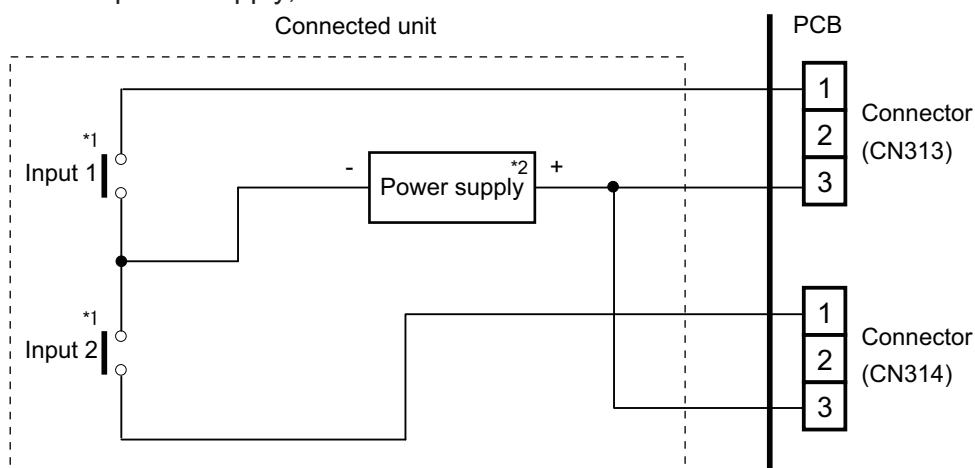 Connected unit
PCB
1
2
3
Connector
(CN313)
*1
Input 1
- Power supply *2 +
*1
Input 2
1
2
3
Connector
(CN314)